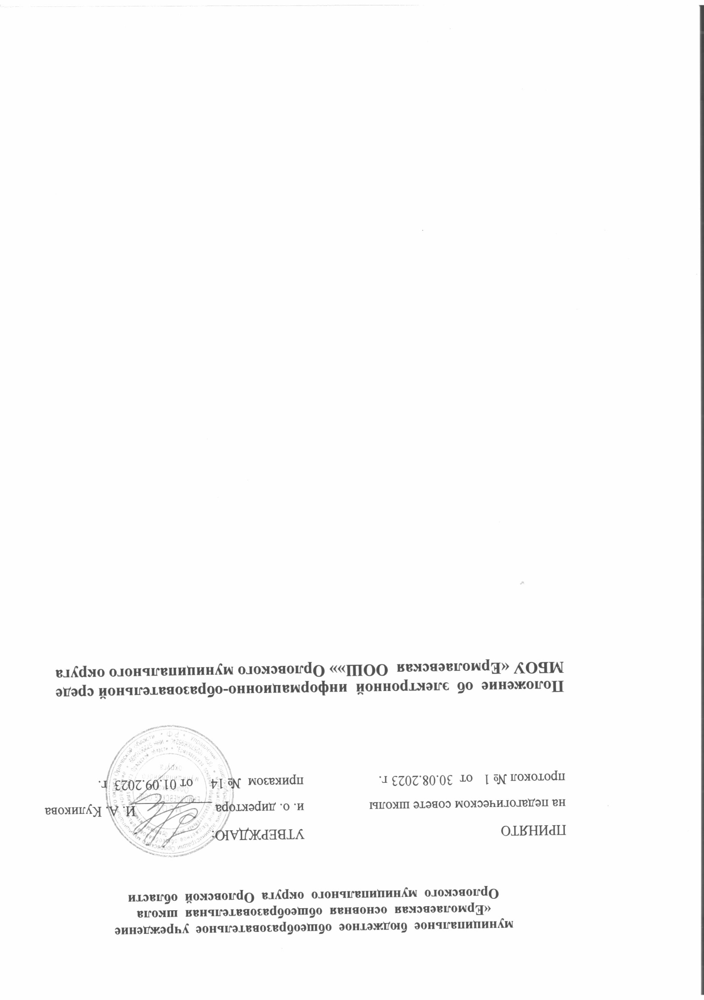 муниципальное бюджетное общеобразовательное учреждение
«Ермолаевская основная общеобразовательная школа
Орловского муниципального округа Орловской области
ПРИНЯТО УТВЕРЖДАЮ:
на педагогическом совете школы и. о. директора И. А. Куликова
протокол № 1 от 30.08.2023 г. приказом № 14 от 01.09.2023 г.
Положение об электронной информационно-образовательной среде
МБОУ «Ермолаевская ООШ»» Орловского муниципального округа